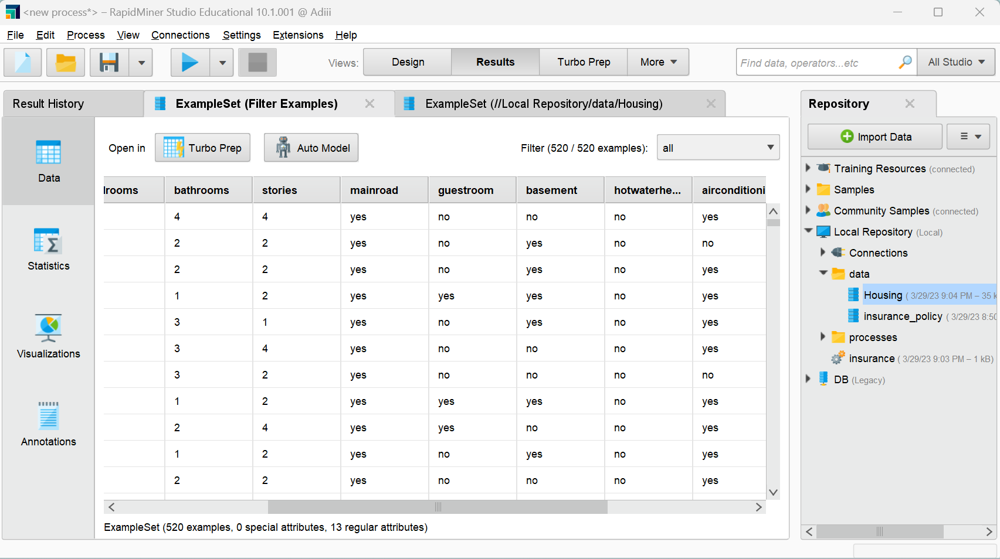 <new process*> – RapidMiner Studio Educational 10.1.001 @ Adiii
File Edit Process View Connections Settings Extensions Help
Views: Design Results Turbo Prep More Find data, operators...etc All Studio
Result History ExampleSet (Filter Examples) ExampleSet (//Local Repository/data/Housing) Repository
Open in Turbo Prep Auto Model Filter (520 / 520 examples): all
Data
Statistics
Visualizations
Annotations
drooms bathrooms stories mainroad guestroom basement hotwaterhe... airconditioni
4 4 yes no no no yes
2 2 yes no yes no no
2 2 yes no yes no yes
1 2 yes yes yes no yes
3 1 yes no yes no yes
3 4 yes no no no yes
3 2 yes no no no no
1 2 yes yes yes no yes
2 4 yes yes no no yes
1 2 yes no yes no yes
2 2 yes no no no yes
ExampleSet (520 examples, 0 special attributes, 13 regular attributes)
Import Data
Training Resources (connected)
Samples
Community Samples (connected)
Local Repository (Local)
Connections
data
Housing ( 3/29/23 9:04 PM – 35 k
insurance_policy ( 3/29/23 8:50
processes
insurance ( 3/29/23 9:03 PM – 1 kB)
DB (Legacy)